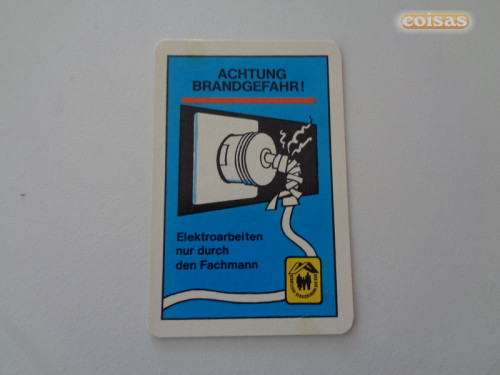 coisas
ACHTUNG
BRANDGEFAHR!
Elektroarbeiten
nur durch
den Fachmann